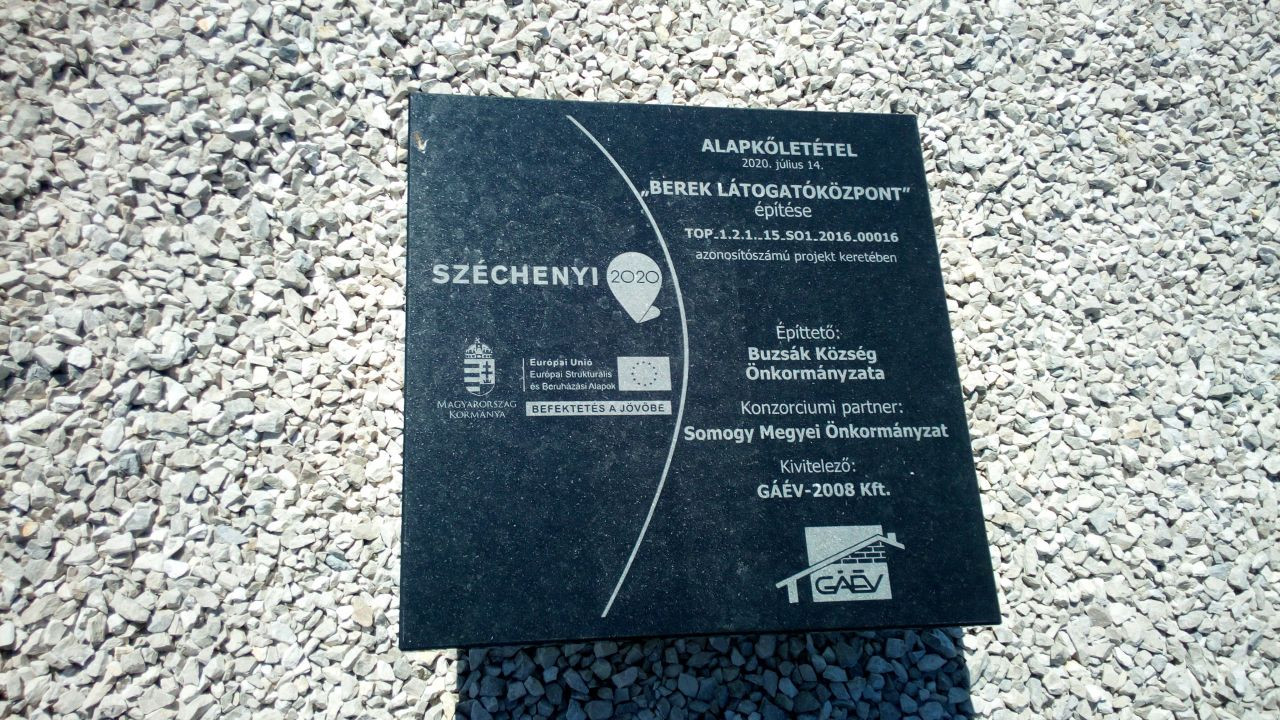 SZÉCHENYI 2020
MAGYARORSZÁG
KORMÁNYA
Európai Unió
Európai Strukturális
és Beruházási Alapok
BEFEKTETÉS A JÖVŐBE
ALAPKŐLETÉTEL
2020. július 14.
„BEREK LÁTOGATÓKÖZPONT”
építése
TOP_1.2.1._15_SO1_2016_00016
azonosítószámú projekt keretében
Építtető:
Buzsák Község
Önkormányzata
Konzorciumi partner:
Somogy Megyei Önkormányzat
Kivitelező:
GÁÉV-2008 Kft.
GÁÉV